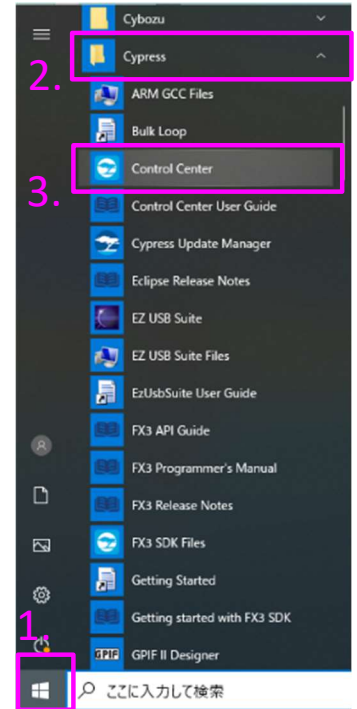 Cybozu
2.
Cypress
ARM GCC Files
Bulk Loop
3.
Control Center
Control Center User Guide
Cypress Update Manager
Eclipse Release Notes
EZ USB Suite
EZ USB Suite Files
EzUsbSuite User Guide
FX3 API Guide
FX3 Programmer's Manual
FX3 Release Notes
FX3 SDK Files
Getting Started
Getting started with FX3 SDK
1.
GPIF GPIF II Designer
ここに入力して検索